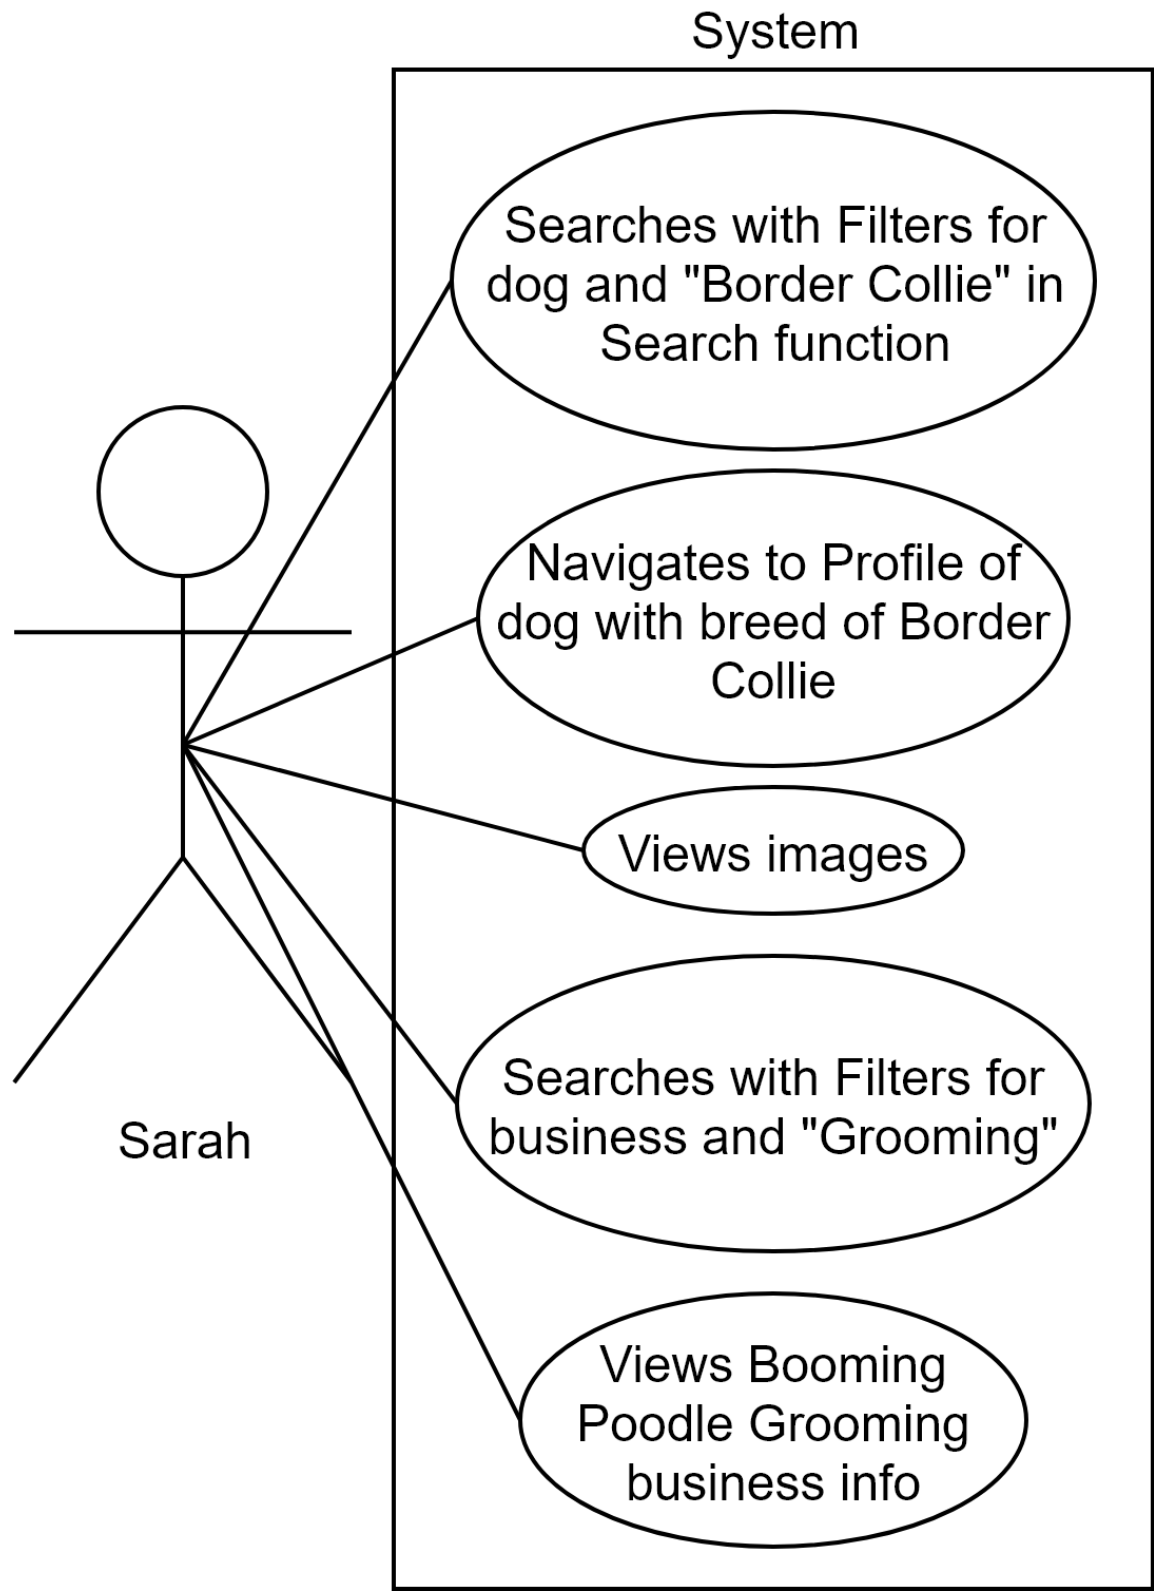 System
Searches with Filters for
dog and "Border Collie" in
Search function
Navigates to Profile of
dog with breed of Border
Collie
Views images
Searches with Filters for
business and "Grooming"
Sarah
Views Booming
Poodle Grooming
business info